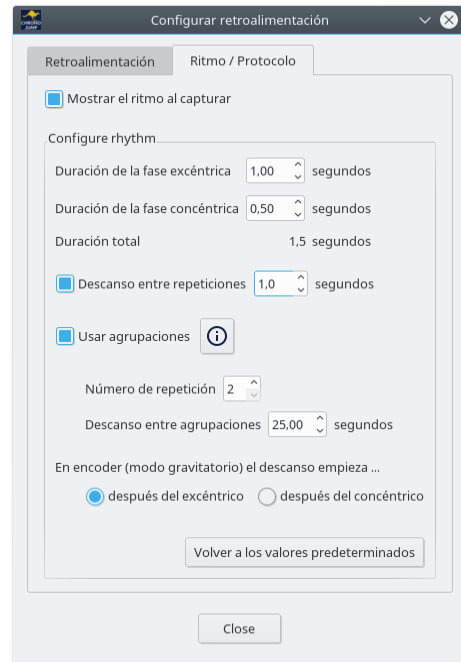 CHRONO
JUMP
Configurar retroalimentación
Retroalimentación
Ritmo / Protocolo
Mostrar el ritmo al capturar
Configure rhythm
Duración de la fase excéntrica 1,00 segundos
Duración de la fase concéntrica 0,50 segundos
Duración total 1,5 segundos
Descanso entre repeticiones 1,0 segundos
Usar agrupaciones
Número de repetición 2
Descanso entre agrupaciones 25,00 segundos
En encoder (modo gravitatorio) el descanso empieza ...
después del excéntrico después del concéntrico
Volver a los valores predeterminados
Close